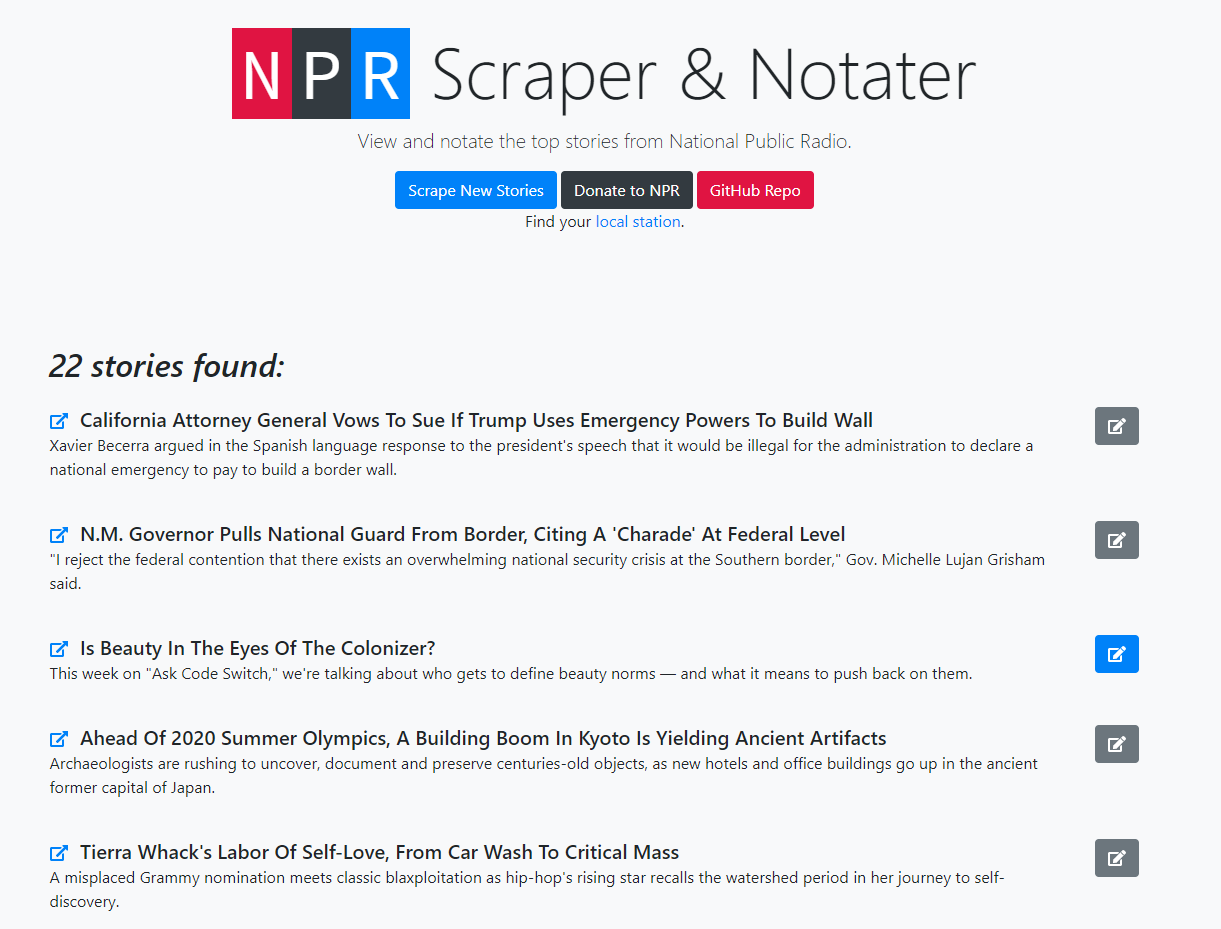 NPR Scraper & Notater
View and notate the top stories from National Public Radio.
Scrape New Stories Donate to NPR GitHub Repo
Find your local station.
22 stories found:
California Attorney General Vows To Sue If Trump Uses Emergency Powers To Build Wall
Xavier Becerra argued in the Spanish language response to the president's speech that it would be illegal for the administration to declare a
national emergency to pay to build a border wall.
N.M. Governor Pulls National Guard From Border, Citing A 'Charade' At Federal Level
"I reject the federal contention that there exists an overwhelming national security crisis at the Southern border," Gov. Michelle Lujan Grisham
said.
Is Beauty In The Eyes Of The Colonizer?
This week on "Ask Code Switch," we're talking about who gets to define beauty norms — and what it means to push back on them.
Ahead Of 2020 Summer Olympics, A Building Boom In Kyoto Is Yielding Ancient Artifacts
Archaeologists are rushing to uncover, document and preserve centuries-old objects, as new hotels and office buildings go up in the ancient
former capital of Japan.
Tierra Whack's Labor Of Self-Love, From Car Wash To Critical Mass
A misplaced Grammy nomination meets classic blaxploitation as hip-hop's rising star recalls the watershed period in her journey to self-
discovery.